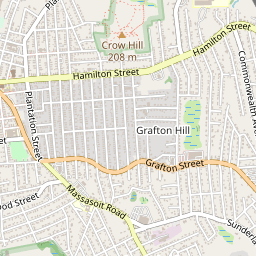 Crow Hill
208 m
Hamilton Street
Hamilton Street
Plantation Street
Commonwealth Ave
Grafton Hill
Grafton Street
Massasoit Road
od Street
Sunderla
Pla